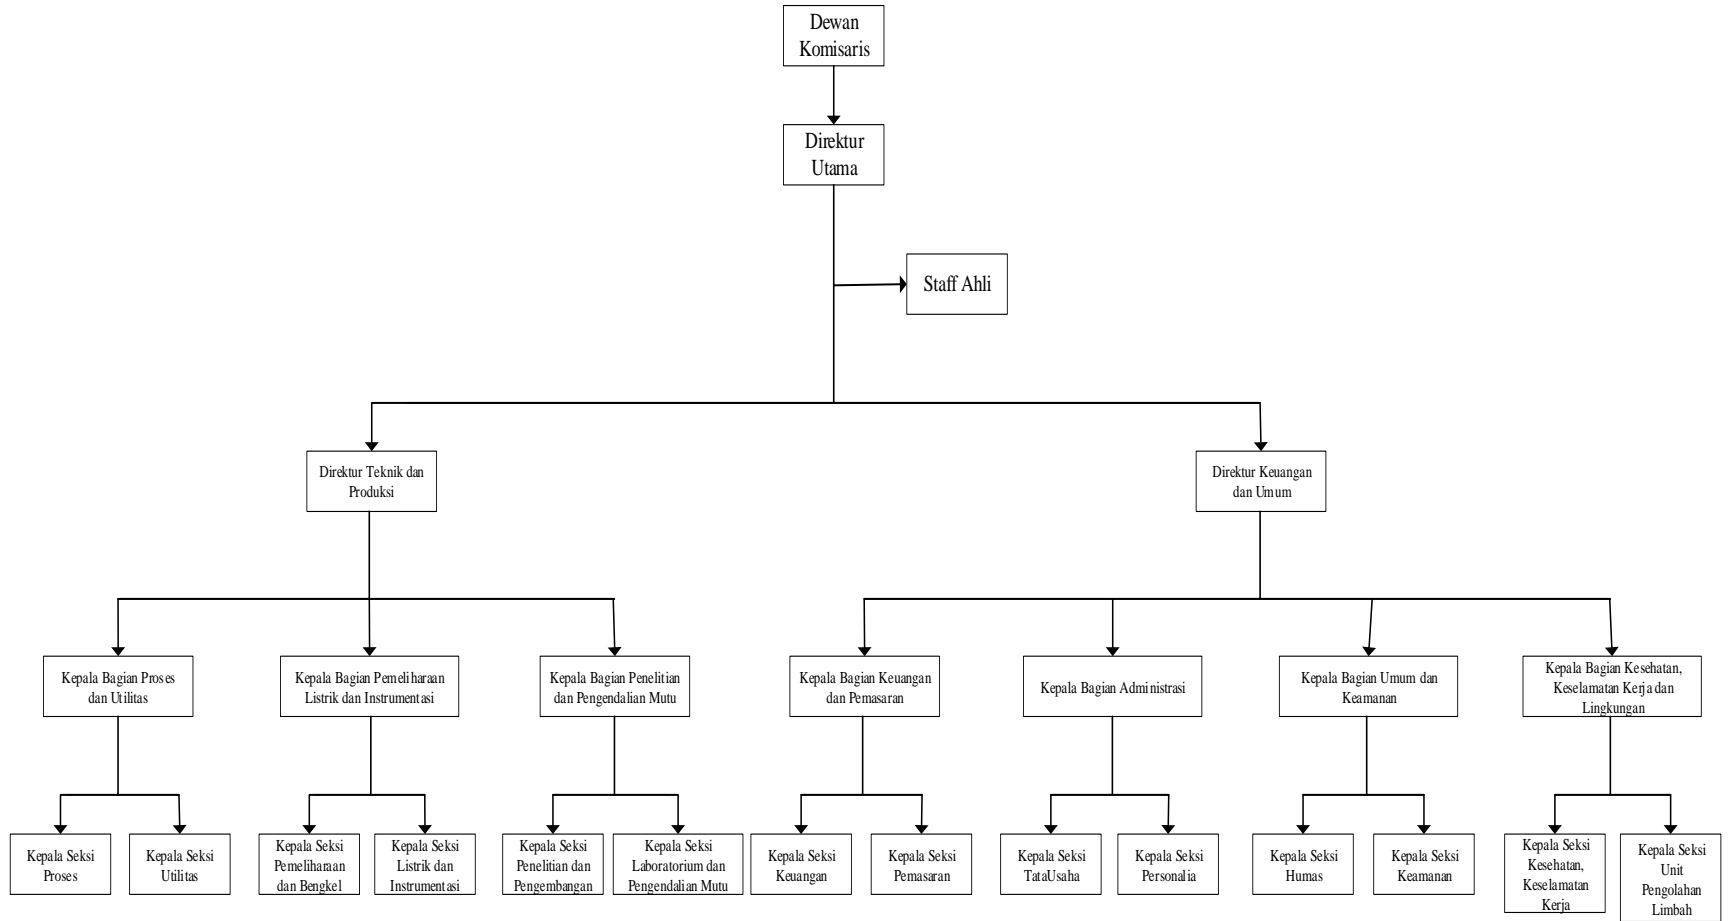 Dewan
Komisaris
Direktur
Utama
Staff Ahli
Direktur Teknik dan
Produksi
Direktur Keuangan
dan Umum
Kepala Bagian Proses
dan Utilitas
Kepala Bagian Pemeliharaan
Listrik dan Instrumentasi
Kepala Bagian Penelitian
dan Pengendalian Mutu
Kepala Bagian Keuangan
dan Pemasaran
Kepala Bagian Administrasi
Kepala Bagian Umum dan
Keamanan
Kepala Bagian Kesehatan,
Keselamatan Kerja dan
Lingkungan
Kepala Seksi
Proses
Kepala Seksi
Utilitas
Kepala Seksi
Pemeliharaan
dan Bengkel
Kepala Seksi
Listrik dan
Instrumentasi
Kepala Seksi
Penelitian dan
Pengembangan
Kepala Seksi
Laboratorium dan
Pengendalian Mutu
Kepala Seksi
Keuangan
Kepala Seksi
Pemasaran
Kepala Seksi
TataUsaha
Kepala Seksi
Personalia
Kepala Seksi
Humas
Kepala Seksi
Keamanan
Kepala Seksi
Kesehatan,
Keselamatan
Kerja
Kepala Seksi
Unit
Pengolahan
Limbah